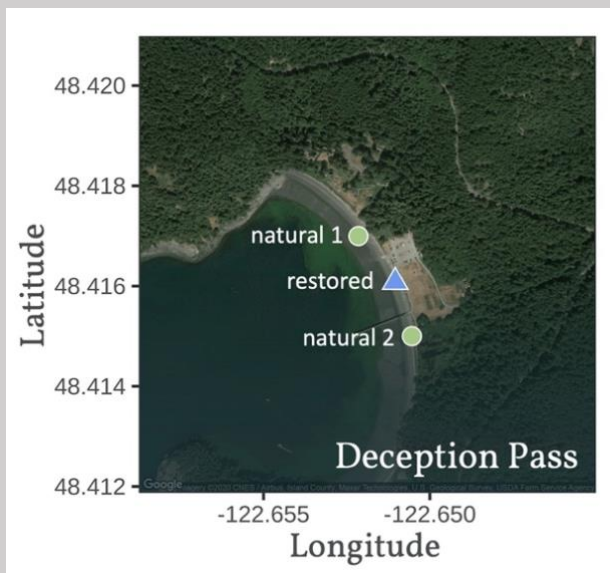 48.420
48.418
natural 1
48.416
restored
natural 2
48.414
Deception Pass
48.412
Google
-122.655
-122.650
Latitude
Longitude